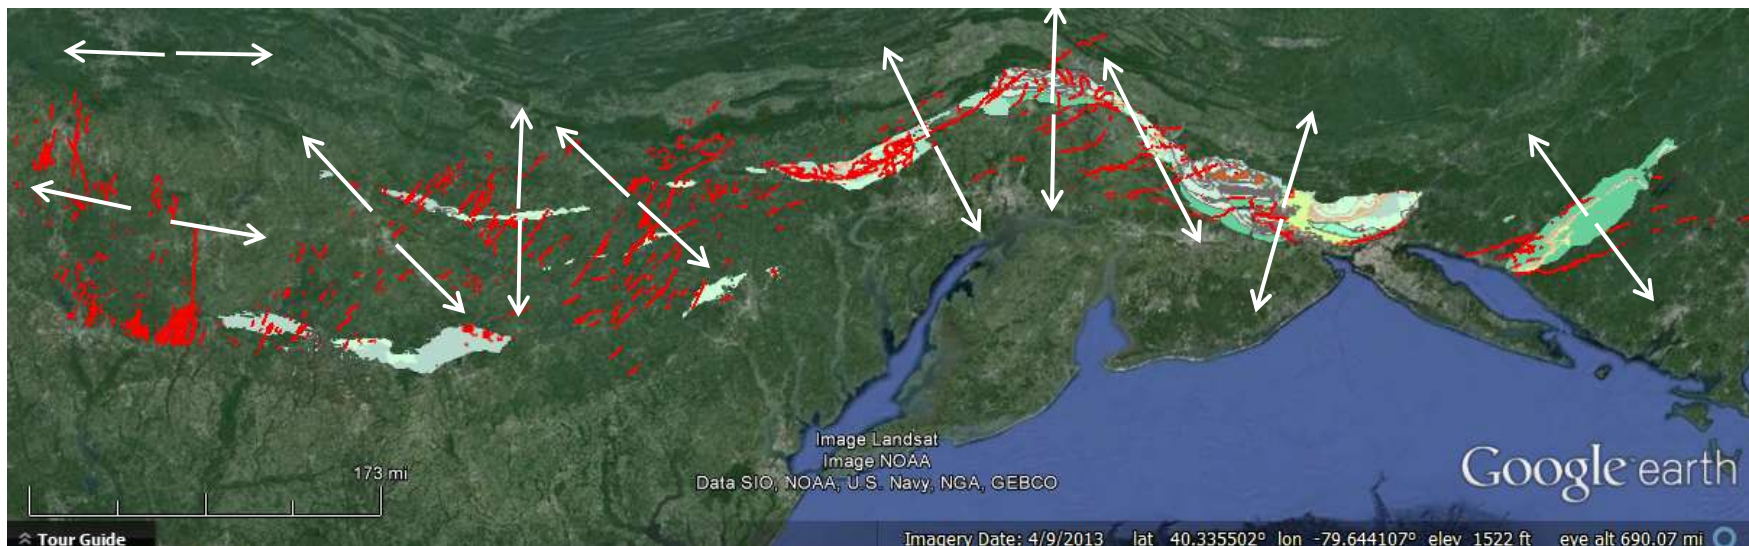 173 mi
Image Landsat
Image NOAA
Data SIO, NOAA, U.S. Navy, NGA, GEBCO
Google earth
Tour Guide
Imagery Date: 4/9/2013 lat 40.335502° lon -79.644107° elev 1522 ft eye alt 690.07 mi